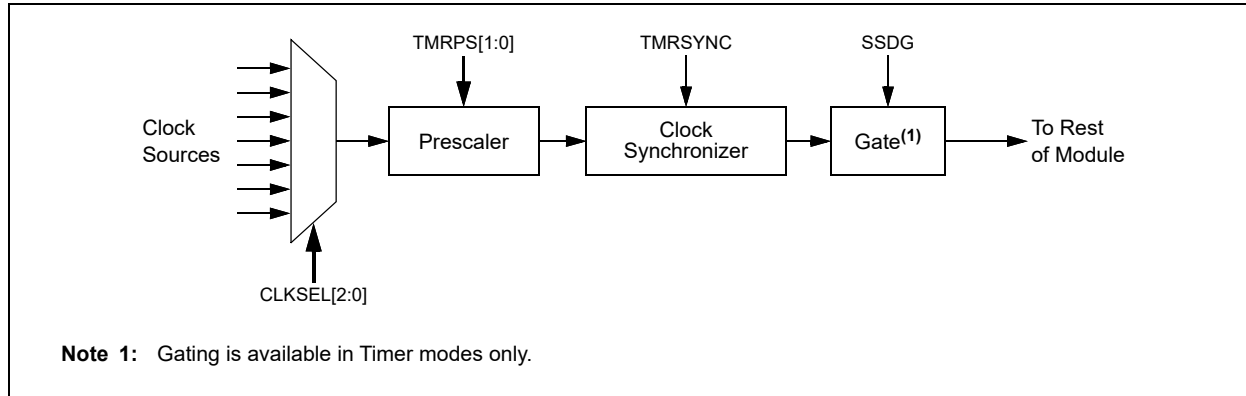 TMRPS[1:0]
TMRSYNC
SSDG
Clock
Sources
Prescaler
Clock
Synchronizer
Gate(1)
To Rest
of Module
CLKSEL[2:0]
Note 1: Gating is available in Timer modes only.